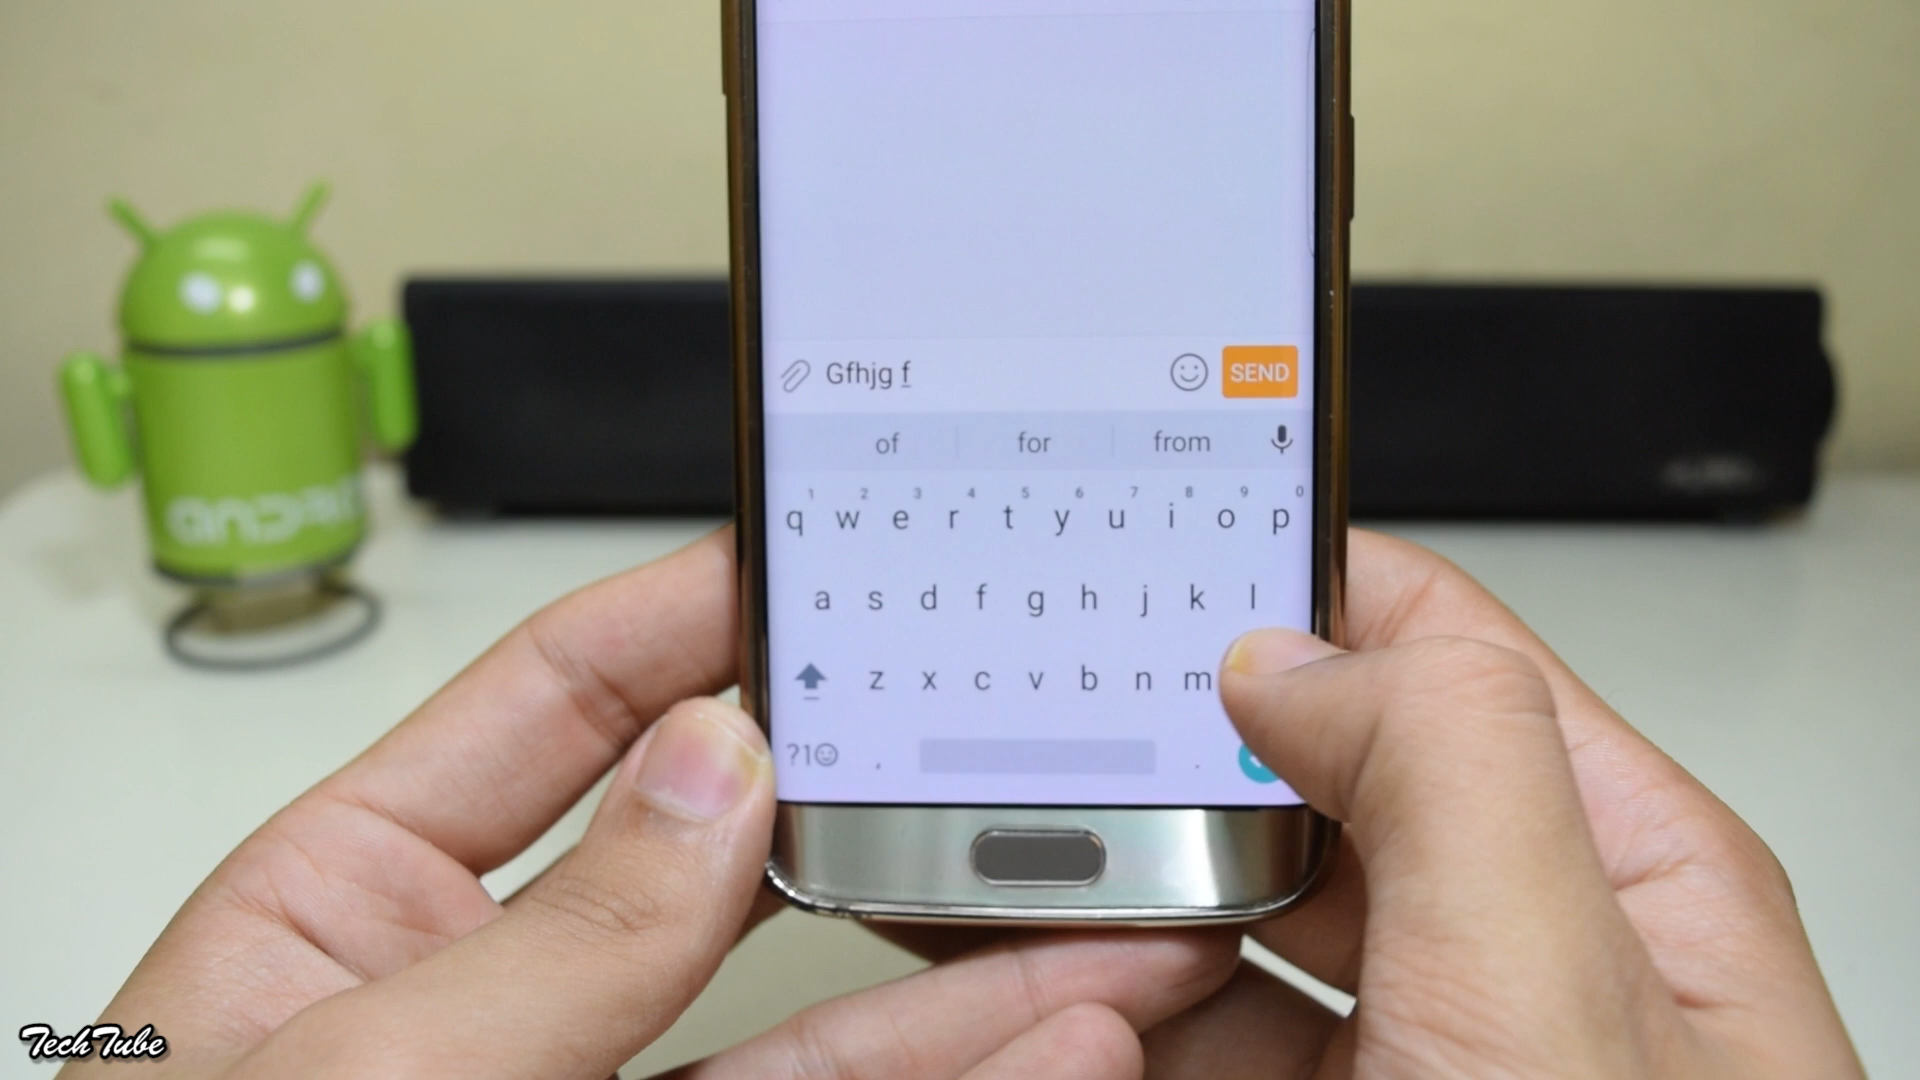 Gfhjg f
SEND
of for from
1 2 3 4 5 6 7 8 9 0
q w e r t y u i o p
a s d f g h j k l
z x c v b n m
?1☺ , .
TechTube